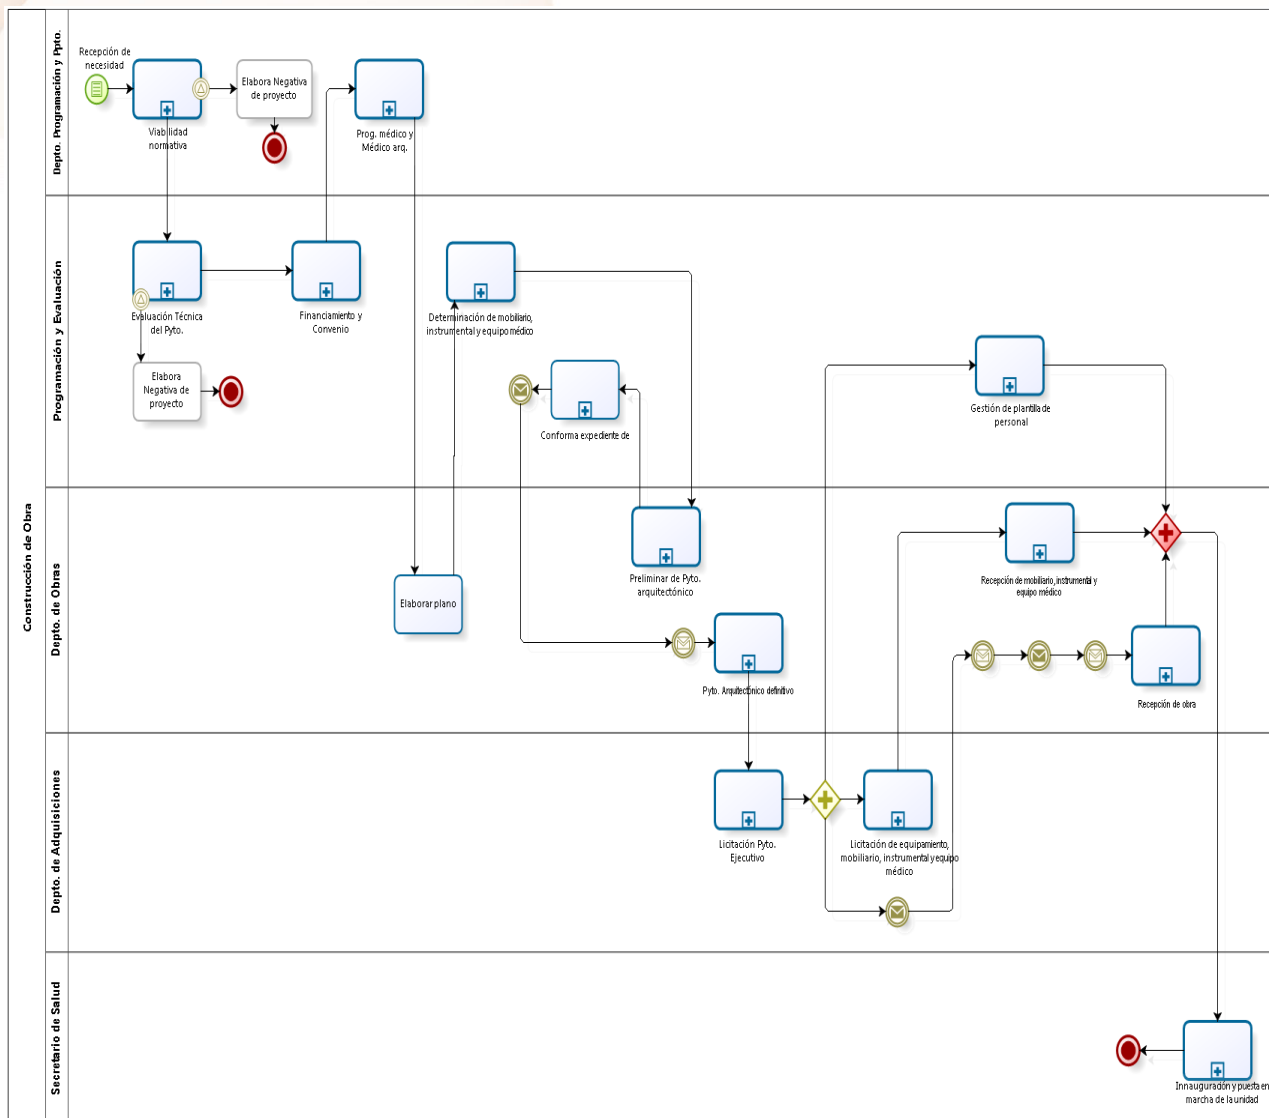 Construcción de Obra
Depto. Programación y Ppto.
Recepción de
necesidad
Viabilidad
normativa
Elabora Negativa
de proyecto
Prog. médico y
Médico arq.
Programación y Evaluación
Evaluación Técnica
del Pyto.
Financiamiento y
Convenio
Elabora
Negativa de
proyecto
Determinación de mobiliario,
instrumental y equipo médico
Conforma expediente de
Gestión de plantilla de
personal
Depto. de Obras
Elaborar plano
Preliminar de Pyto.
arquitectónico
Pyto. Arquitectónico definitivo
Recepción de mobiliario, instrumental y
equipo médico
Recepción de obra
Depto. de Adquisiciones
Licitación Pyto.
Ejecutivo
Licitación de equipamiento,
mobiliario, instrumental y equipo
médico
Secretario de Salud
Innauguración y puesta en
marcha de la unidad